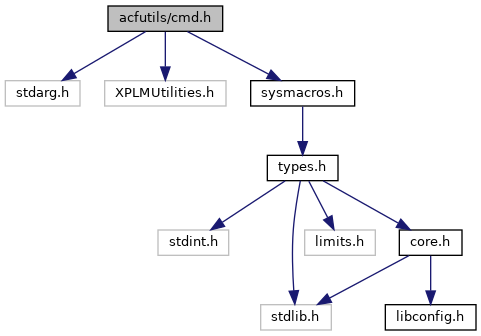 acfutils/cmd.h
stdarg.h
XPLMUtilities.h
sysmacros.h
types.h
stdint.h
limits.h
core.h
stdlib.h
libconfig.h